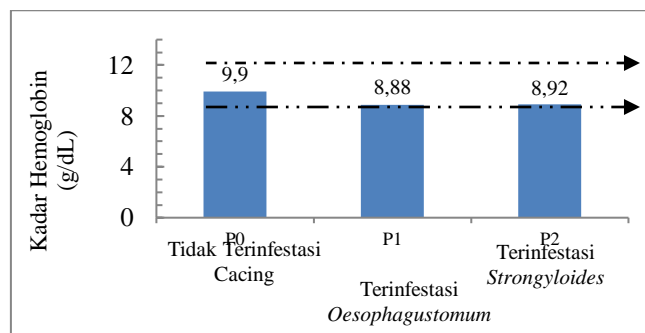 Kadar Hemoglobin
(g/dL)
12
8
4
0
9,9
8,88
8,92
P0
P1
P2
Tidak Terinfestasi
Cacing
Terinfestasi
Oesophagustomum
Terinfestasi
Strongyloides